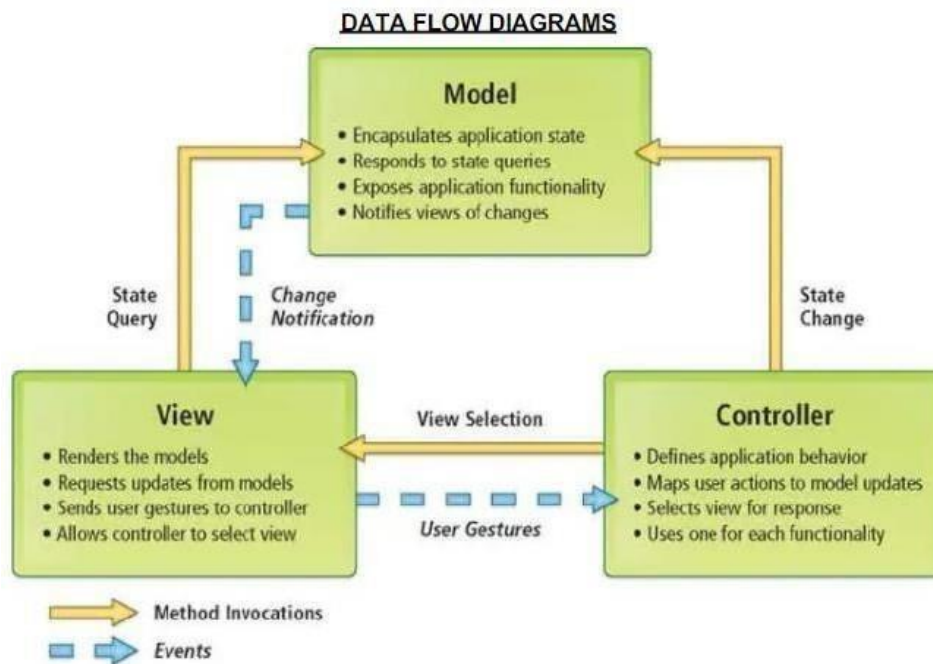 DATA FLOW DIAGRAMS
Model
• Encapsulates application state
• Responds to state queries
• Exposes application functionality
• Notifies views of changes
State
Query
Change
Notification
State
Change
View
• Renders the models
• Requests updates from models
• Sends user gestures to controller
• Allows controller to select view
View Selection
User Gestures
Controller
• Defines application behavior
• Maps user actions to model updates
• Selects view for response
• Uses one for each functionality
Method Invocations
Events